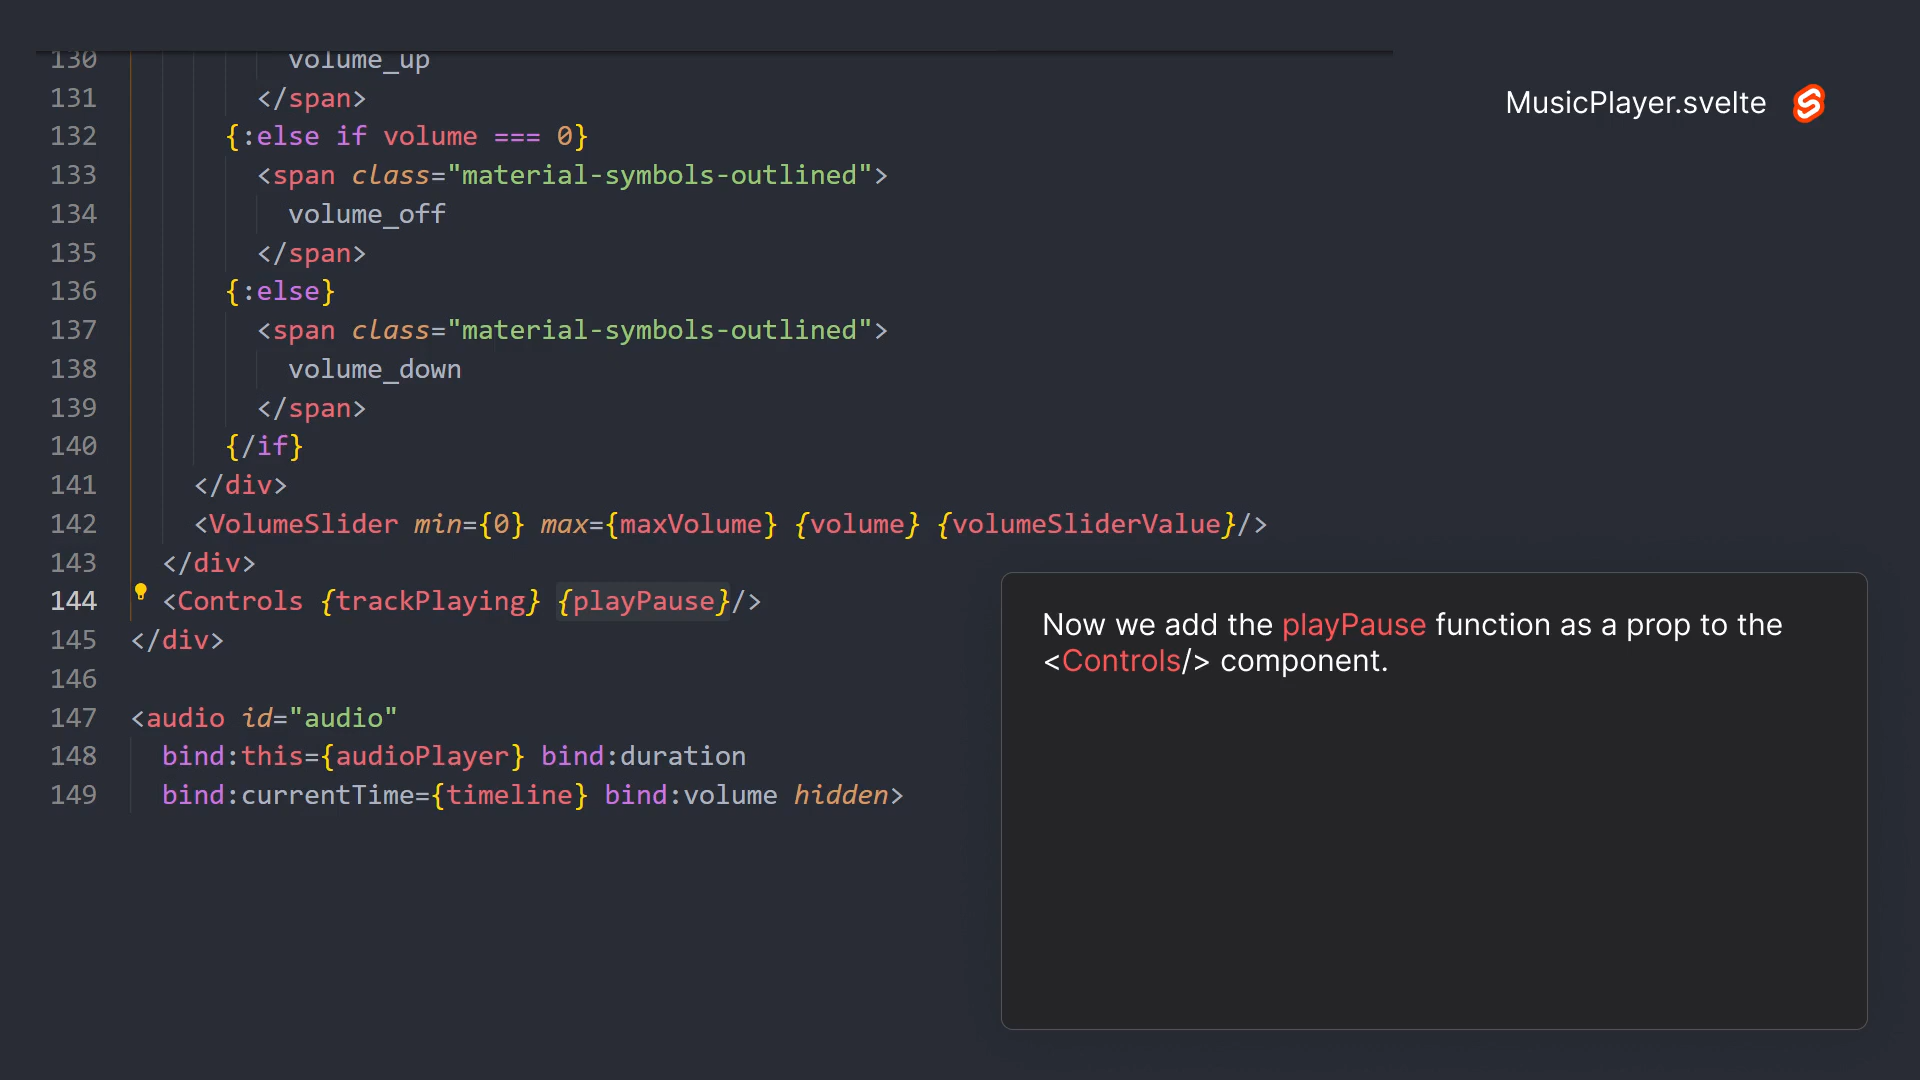 130 volume_up
131 </span>
132 {:else if volume === 0}
133 <span class="material-symbols-outlined">
134 volume_off
135 </span>
136 {:else}
137 <span class="material-symbols-outlined">
138 volume_down
139 </span>
140 {/if}
141 </div>
142 <VolumeSlider min={0} max={maxVolume} {volume} {volumeSliderValue}/>
143 </div>
144 <Controls {trackPlaying} {playPause}/>
145 </div>
146
147 <audio id="audio"
148 bind:this={audioPlayer} bind:duration
149 bind:currentTime={timeline} bind:volume hidden>
MusicPlayer.svelte
Now we add the playPause function as a prop to the
<Controls/> component.